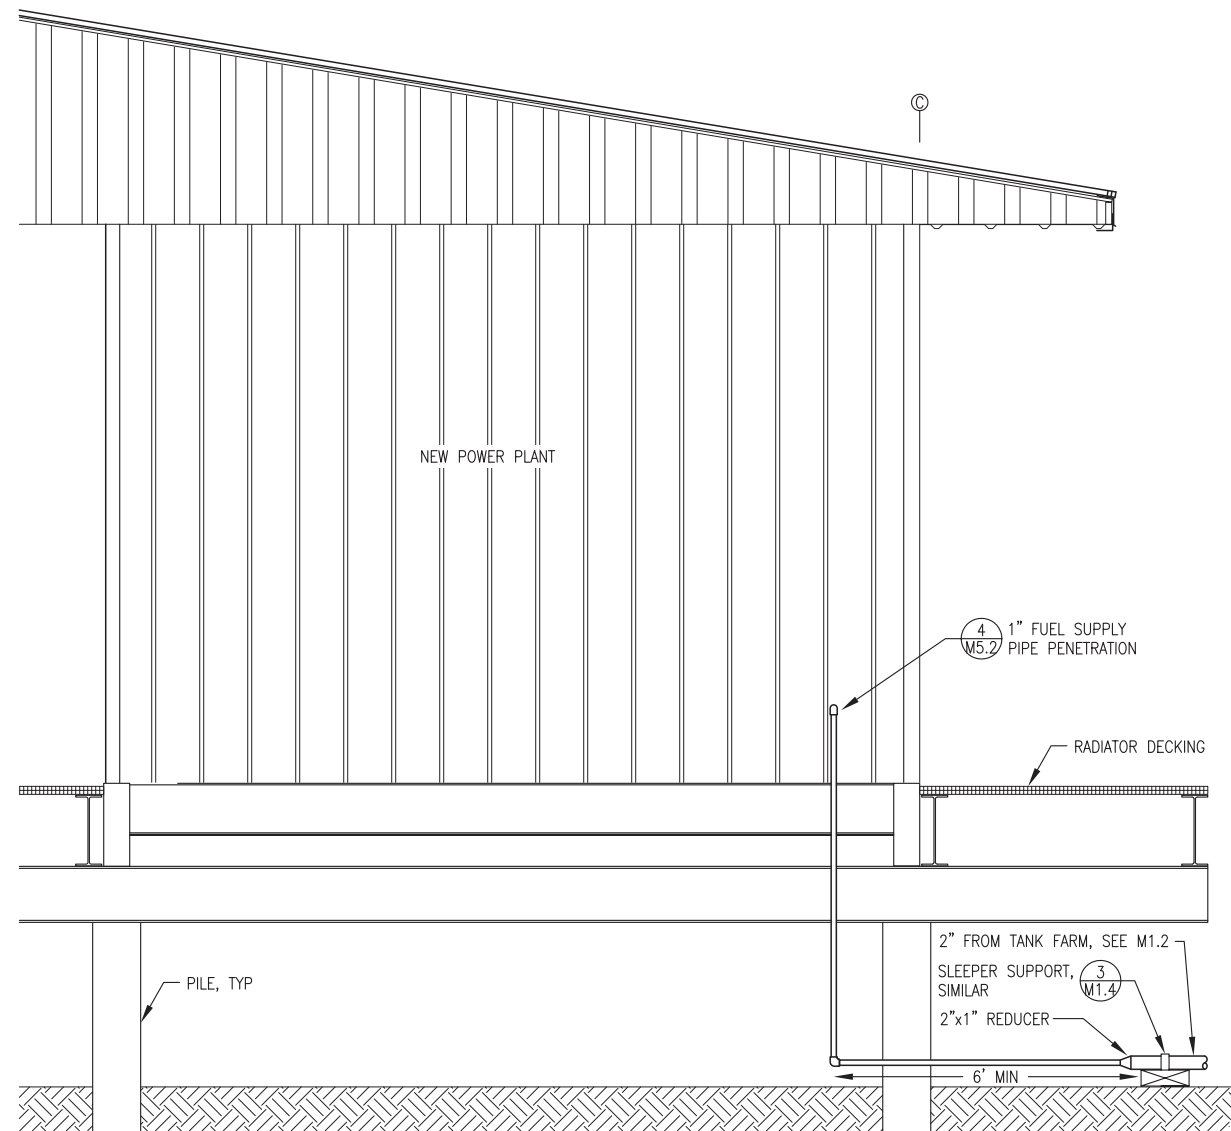 C
NEW POWER PLANT
4
M5.2
1" FUEL SUPPLY
PIPE PENETRATION
RADIATOR DECKING
2" FROM TANK FARM, SEE M1.2
SLEEPER SUPPORT,
SIMILAR
3
M1.4
PILE, TYP
2"x1" REDUCER
6' MIN